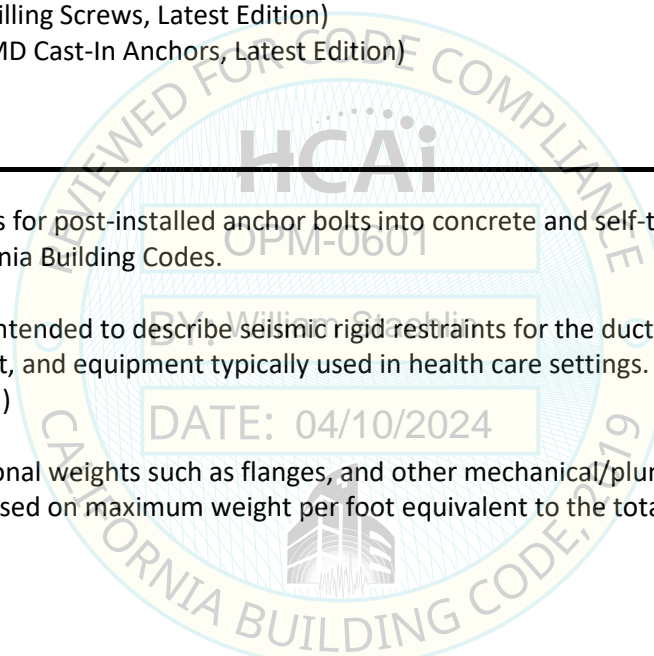 illing Screws, Latest Edition)
MD Cast-In Anchors, Latest Edition)
REVIEWED FOR CODE COMPLIANCE
HCAi
s for post-installed anchor bolts into concrete and self-t
OPM-0601
nia Building Codes.
ntended to describe seismic rigid restraints for the duct
BY: William Staehlin
t, and equipment typically used in health care settings.
)
DATE: 04/10/2024
onal weights such as flanges, and other mechanical/plum
sed on maximum weight per foot equivalent to the tota
CALIFORNIA BUILDING CODE, 2019